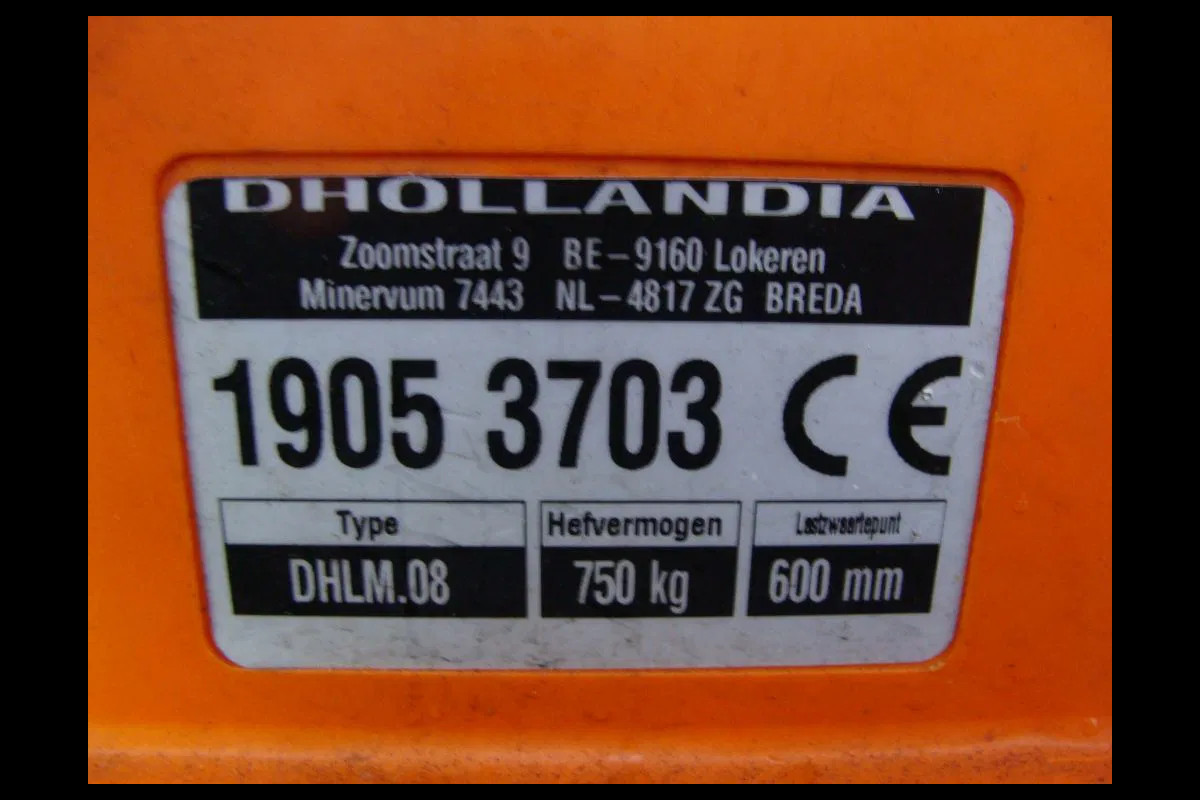 DHOLLANDIA
Zoomstraat 9 BE-9160 Lokeren
Minervum 7443 NL-4817 ZG BREDA
1905 3703 CE
Type Hefvermogen Lastzwaartepunt
DHLM.08 750 kg 600 mm